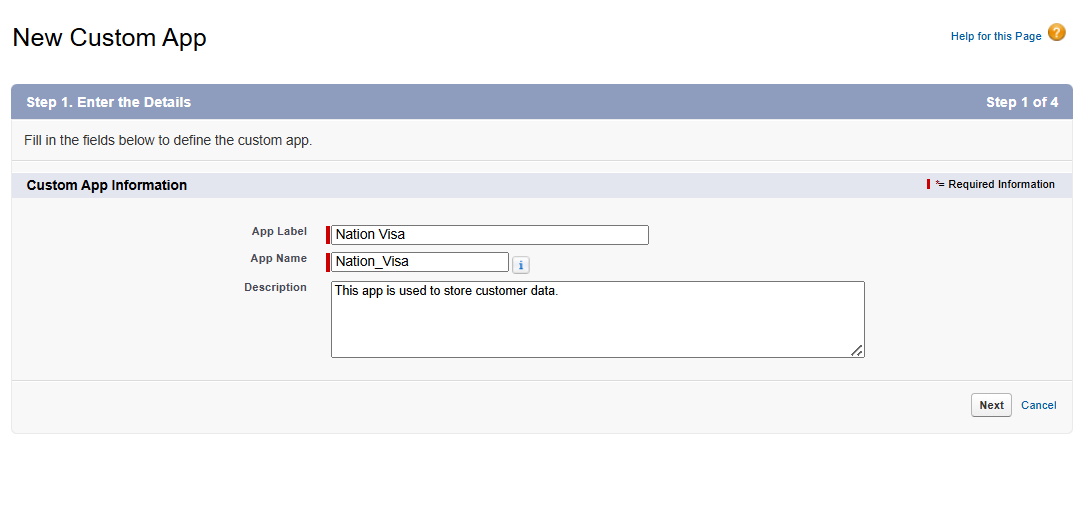 New Custom App
Help for this Page ?
Step 1. Enter the Details Step 1 of 4
Fill in the fields below to define the custom app.
Custom App Information *= Required Information
App Label Nation Visa
App Name Nation_Visa i
Description This app is used to store customer data.
Next Cancel